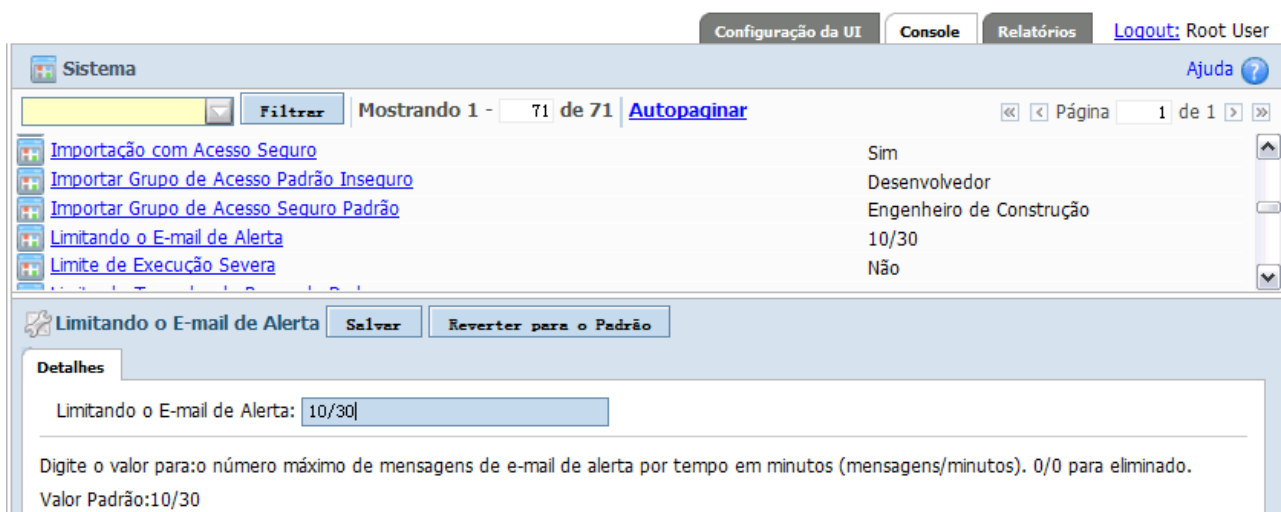 Configuração da UI Console Relatórios Logout: Root User
Sistema Ajuda ?
Filtrar Mostrando 1 - 71 de 71 Autopaginar Página 1 de 1
Importação com Acesso Seguro Sim
Importar Grupo de Acesso Padrão Inseguro Desenvolvedor
Importar Grupo de Acesso Seguro Padrão Engenheiro de Construção
Limitando o E-mail de Alerta 10/30
Limite de Execução Severa Não
Limitando o E-mail de Alerta Salvar Reverter para o Padrão
Detalhes
Limitando o E-mail de Alerta: 10/30
Digite o valor para:o número máximo de mensagens de e-mail de alerta por tempo em minutos (mensagens/minutos). 0/0 para eliminado.
Valor Padrão:10/30